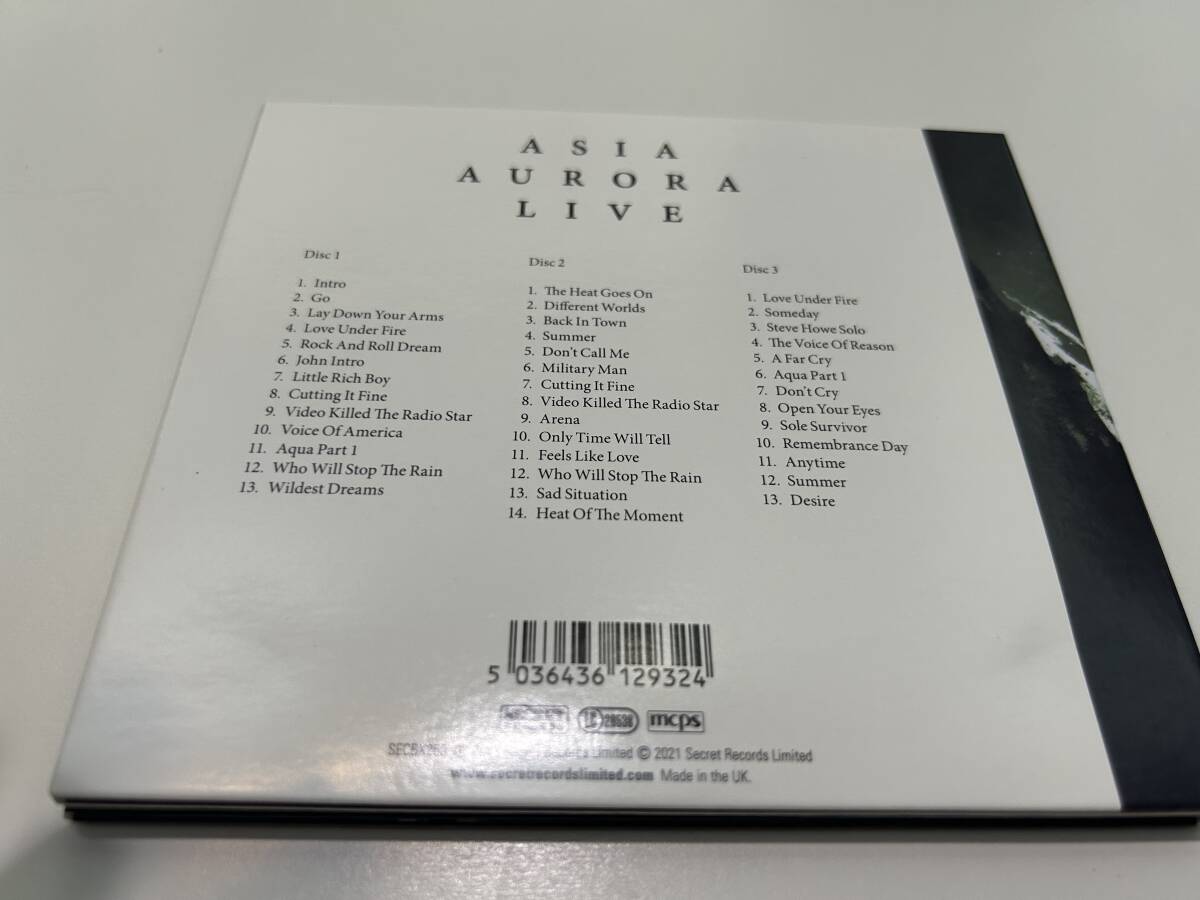 ASIA
AURORA
LIVE
Disc 1
1. Intro
2. Go
3. Lay Down Your Arms
4. Love Under Fire
5. Rock And Roll Dream
6. John Intro
7. Little Rich Boy
8. Cutting It Fine
9. Video Killed The Radio Star
10. Voice Of America
11. Aqua Part 1
12. Who Will Stop The Rain
13. Wildest Dreams
Disc 2
1. The Heat Goes On
2. Different Worlds
3. Back In Town
4. Summer
5. Don't Call Me
6. Military Man
7. Cutting It Fine
8. Video Killed The Radio Star
9. Arena
10. Only Time Will Tell
11. Feels Like Love
12. Who Will Stop The Rain
13. Sad Situation
14. Heat Of The Moment
Disc 3
1. Love Under Fire
2. Someday
3. Steve Howe Solo
4. The Voice Of Reason
5. A Far Cry
6. Aqua Part 1
7. Don't Cry
8. Open Your Eyes
9. Sole Survivor
10. Remembrance Day
11. Anytime
12. Summer
13. Desire
5 036436 129324
mcps
Limited © 2021 Secret Records Limited
www.secretrecordslimited.com Made in the UK.